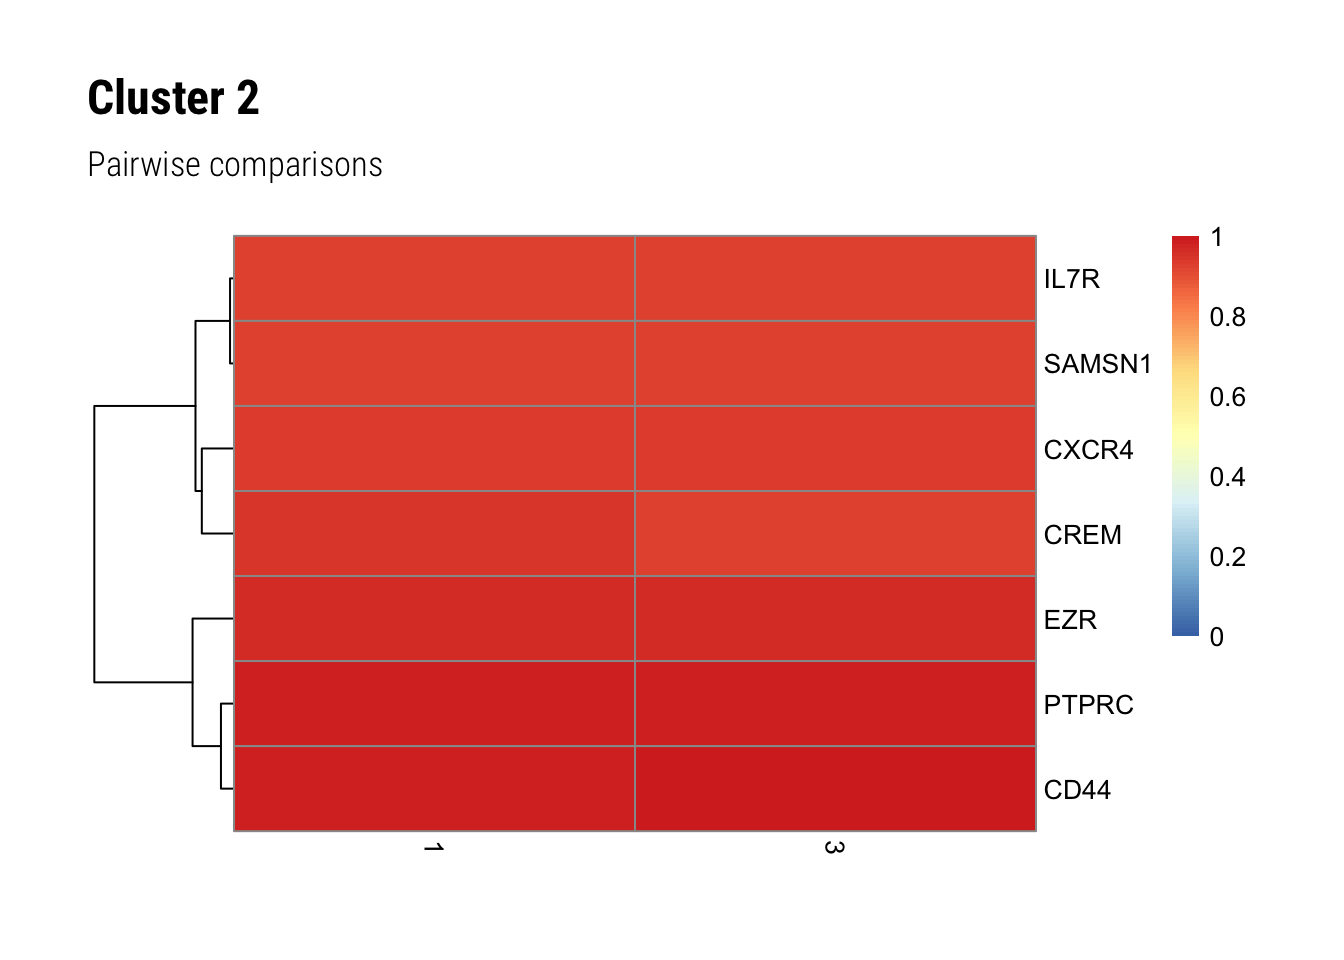 Cluster 2
Pairwise comparisons
IL7R
SAMSN1
CXCR4
CREM
EZR
PTPRC
CD44
1
3
1
0.8
0.6
0.4
0.2
0